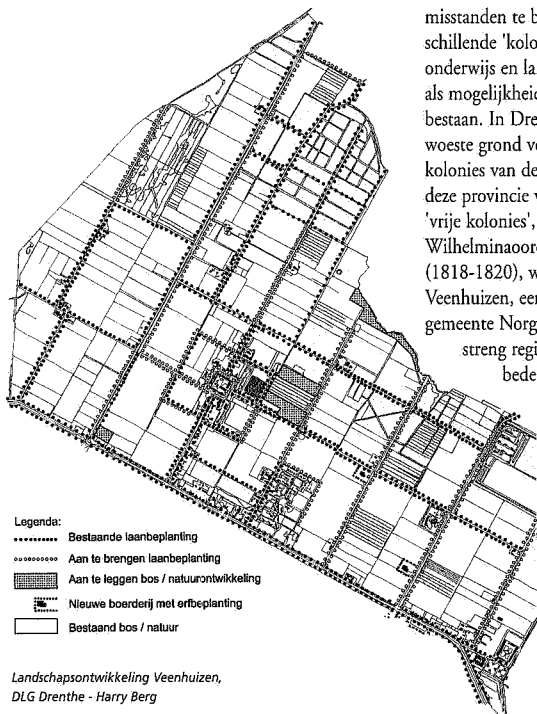 misstanden te b
schillende 'kolo
onderwijs en la
als mogelijkheid
bestaan. In Dre
woeste grond v
kolonies van de
deze provincie v
'vrije kolonies',
Wilhelminaoord
(1818-1820), w
Veenhuizen, eer
gemeente Norg
streng regi
bede
Legenda:
Bestaande laanbeplanting
Aan te brengen laanbeplanting
Aan te leggen bos / natuurontwikkeling
Nieuwe boerderij met erfbeplanting
Bestaand bos / natuur
Landschapsontwikkeling Veenhuizen,
DLG Drenthe - Harry Berg